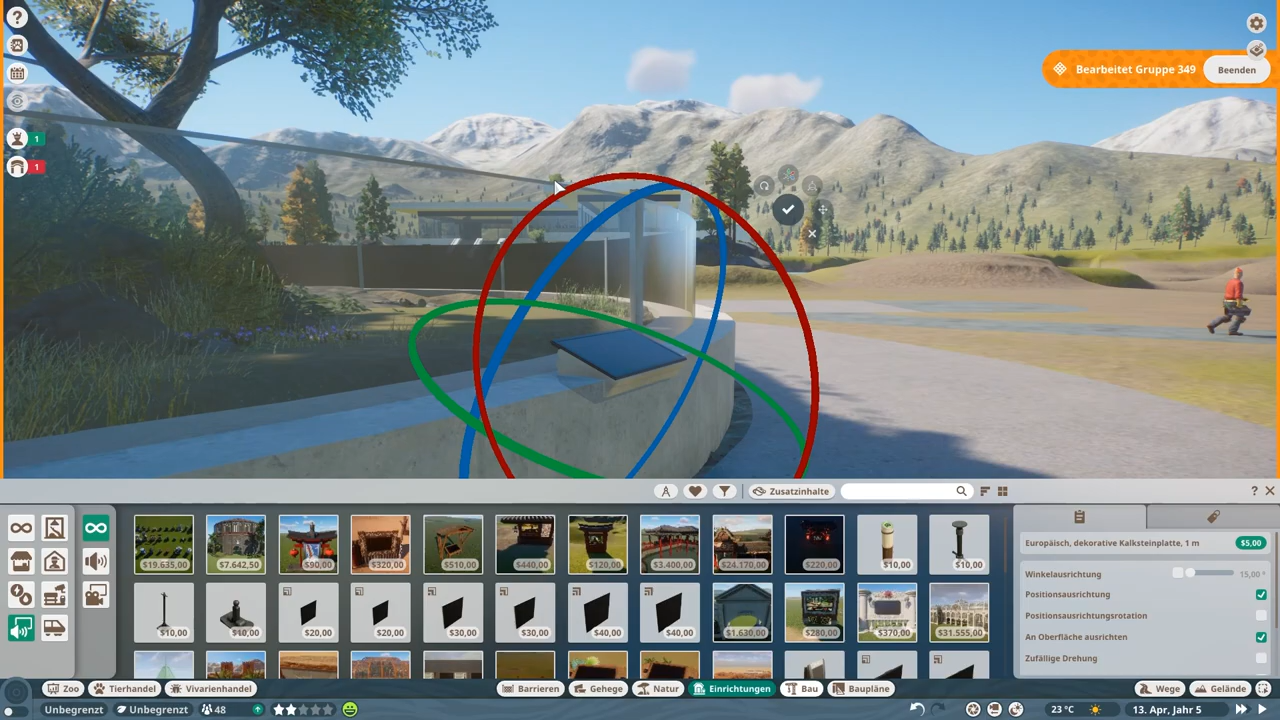 ?
Bearbeitet Gruppe 349
Beenden
1
1
Zusatzinhalte
?
$19.635,00
$7.642,50
$90,00
$320,00
$510,00
$440,00
$120,00
$3.400,00
$24.170,00
$220,00
$10,00
$10,00
$10,00
$10,00
$20,00
$20,00
$30,00
$30,00
$40,00
$40,00
$1.630,00
$280,00
$370,00
$31.555,00
Europäisch, dekorative Kalksteinplatte, 1 m
$5,00
Winkelausrichtung
15,00°
Positionsausrichtung
Positionsausrichtungsrotation
An Oberfläche ausrichten
Zufällige Drehung
Zoo
Tierhandel
Vivarienhandel
Barrieren
Gehege
Natur
Einrichtungen
Bau
Baupläne
Wege
Gelände
Unbegrenzt
Unbegrenzt
48
23 °C
13. Apr, Jahr 5